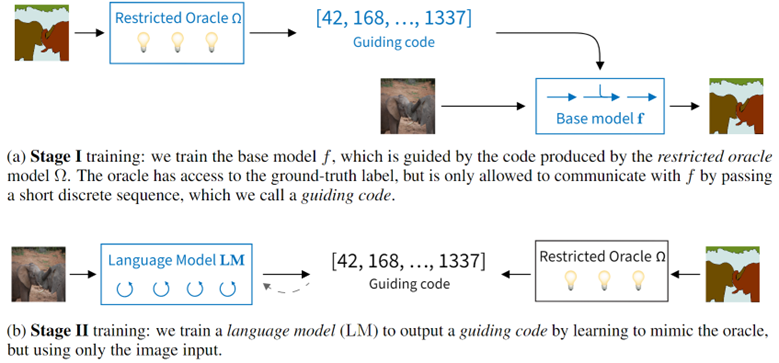 Restricted Oracle Ω
[42, 168, ..., 1337]
Guiding code
Base model f
(a) Stage I training: we train the base model f, which is guided by the code produced by the restricted oracle
model Ω. The oracle has access to the ground-truth label, but is only allowed to communicate with f by passing
a short discrete sequence, which we call a guiding code.
Language Model LM
[42, 168, ..., 1337]
Guiding code
Restricted Oracle Ω
(b) Stage II training: we train a language model (LM) to output a guiding code by learning to mimic the oracle,
but using only the image input.